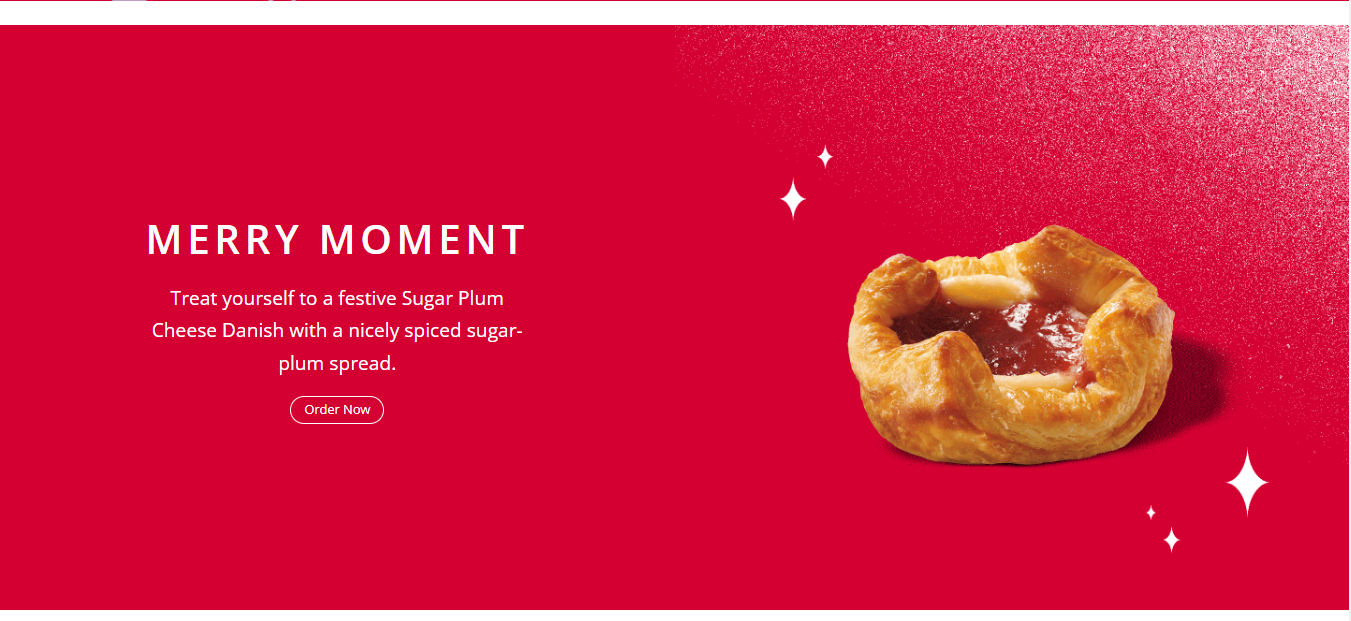 MERRY MOMENT
Treat yourself to a festive Sugar Plum
Cheese Danish with a nicely spiced sugar-
plum spread.
Order Now